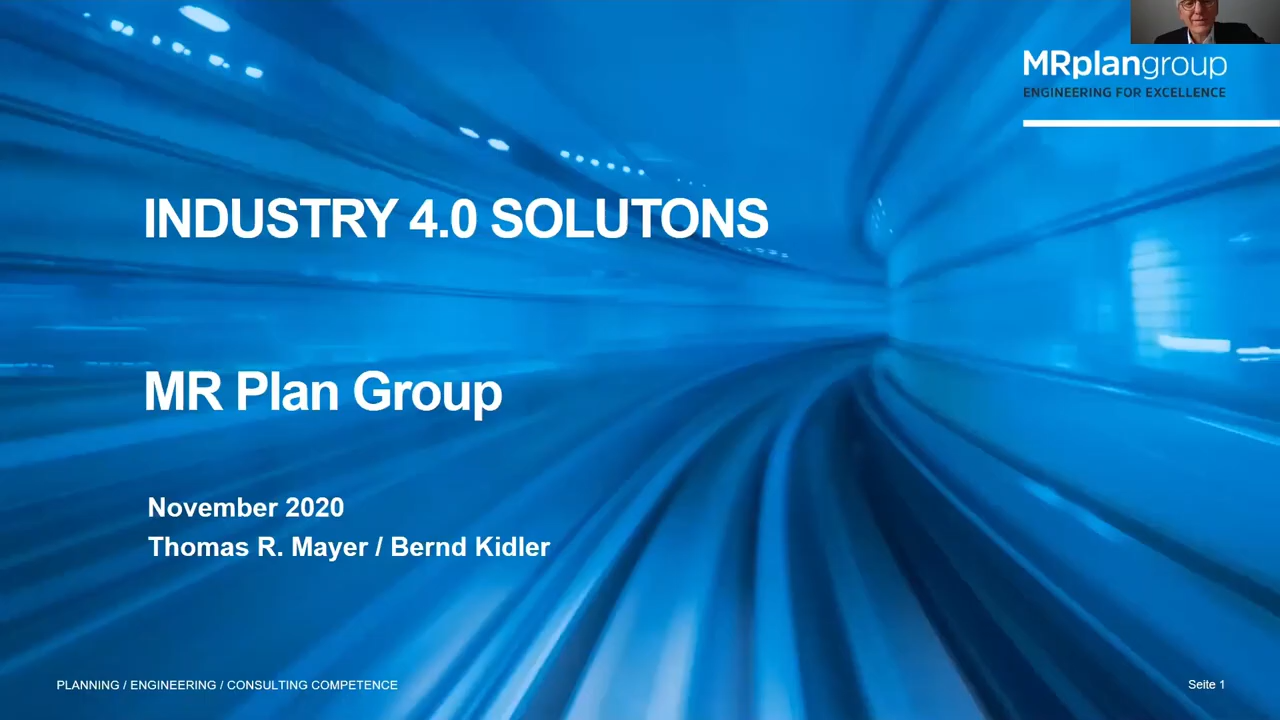 MRplangroup
ENGINEERING FOR EXCELLENCE
INDUSTRY 4.0 SOLUTONS
MR Plan Group
November 2020
Thomas R. Mayer / Bernd Kidler
PLANNING / ENGINEERING / CONSULTING COMPETENCE
Seite 1